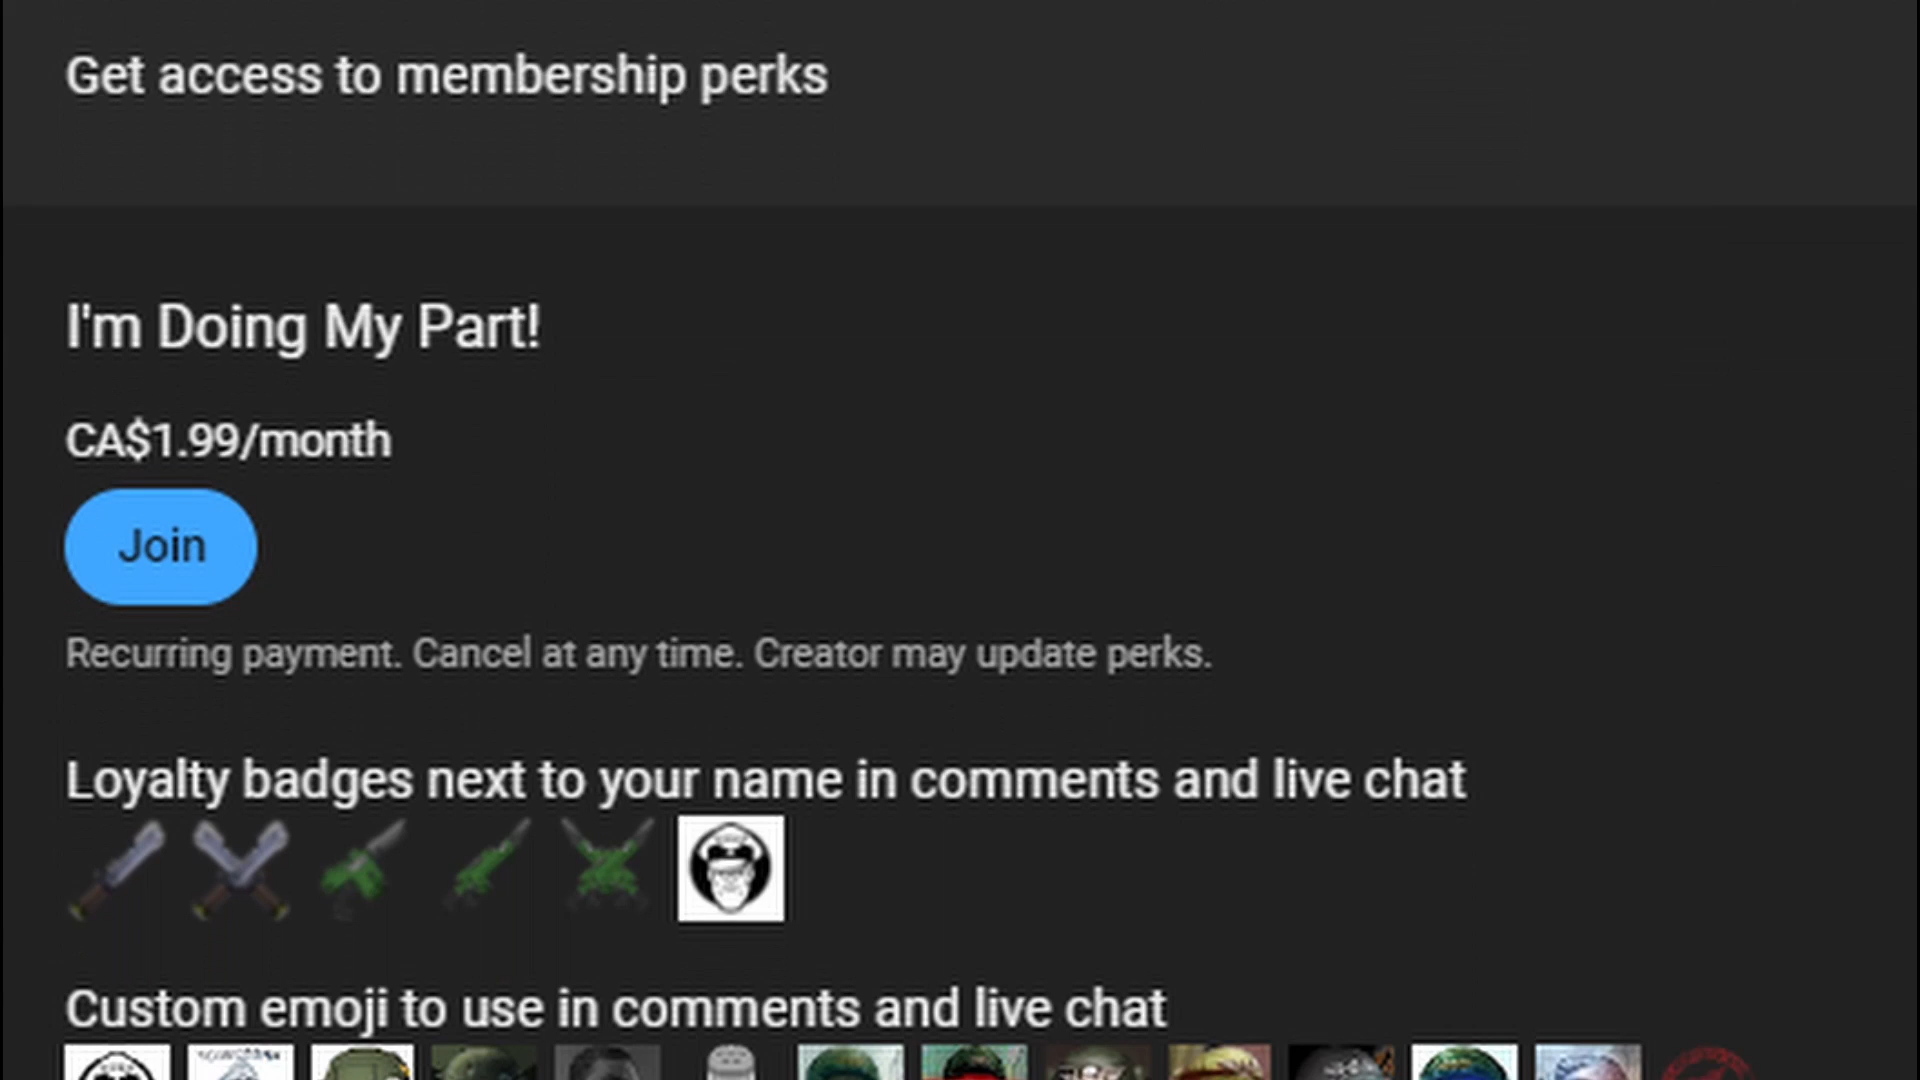 Get access to membership perks
I'm Doing My Part!
CA$1.99/month
Join
Recurring payment. Cancel at any time. Creator may update perks.
Loyalty badges next to your name in comments and live chat
Custom emoji to use in comments and live chat